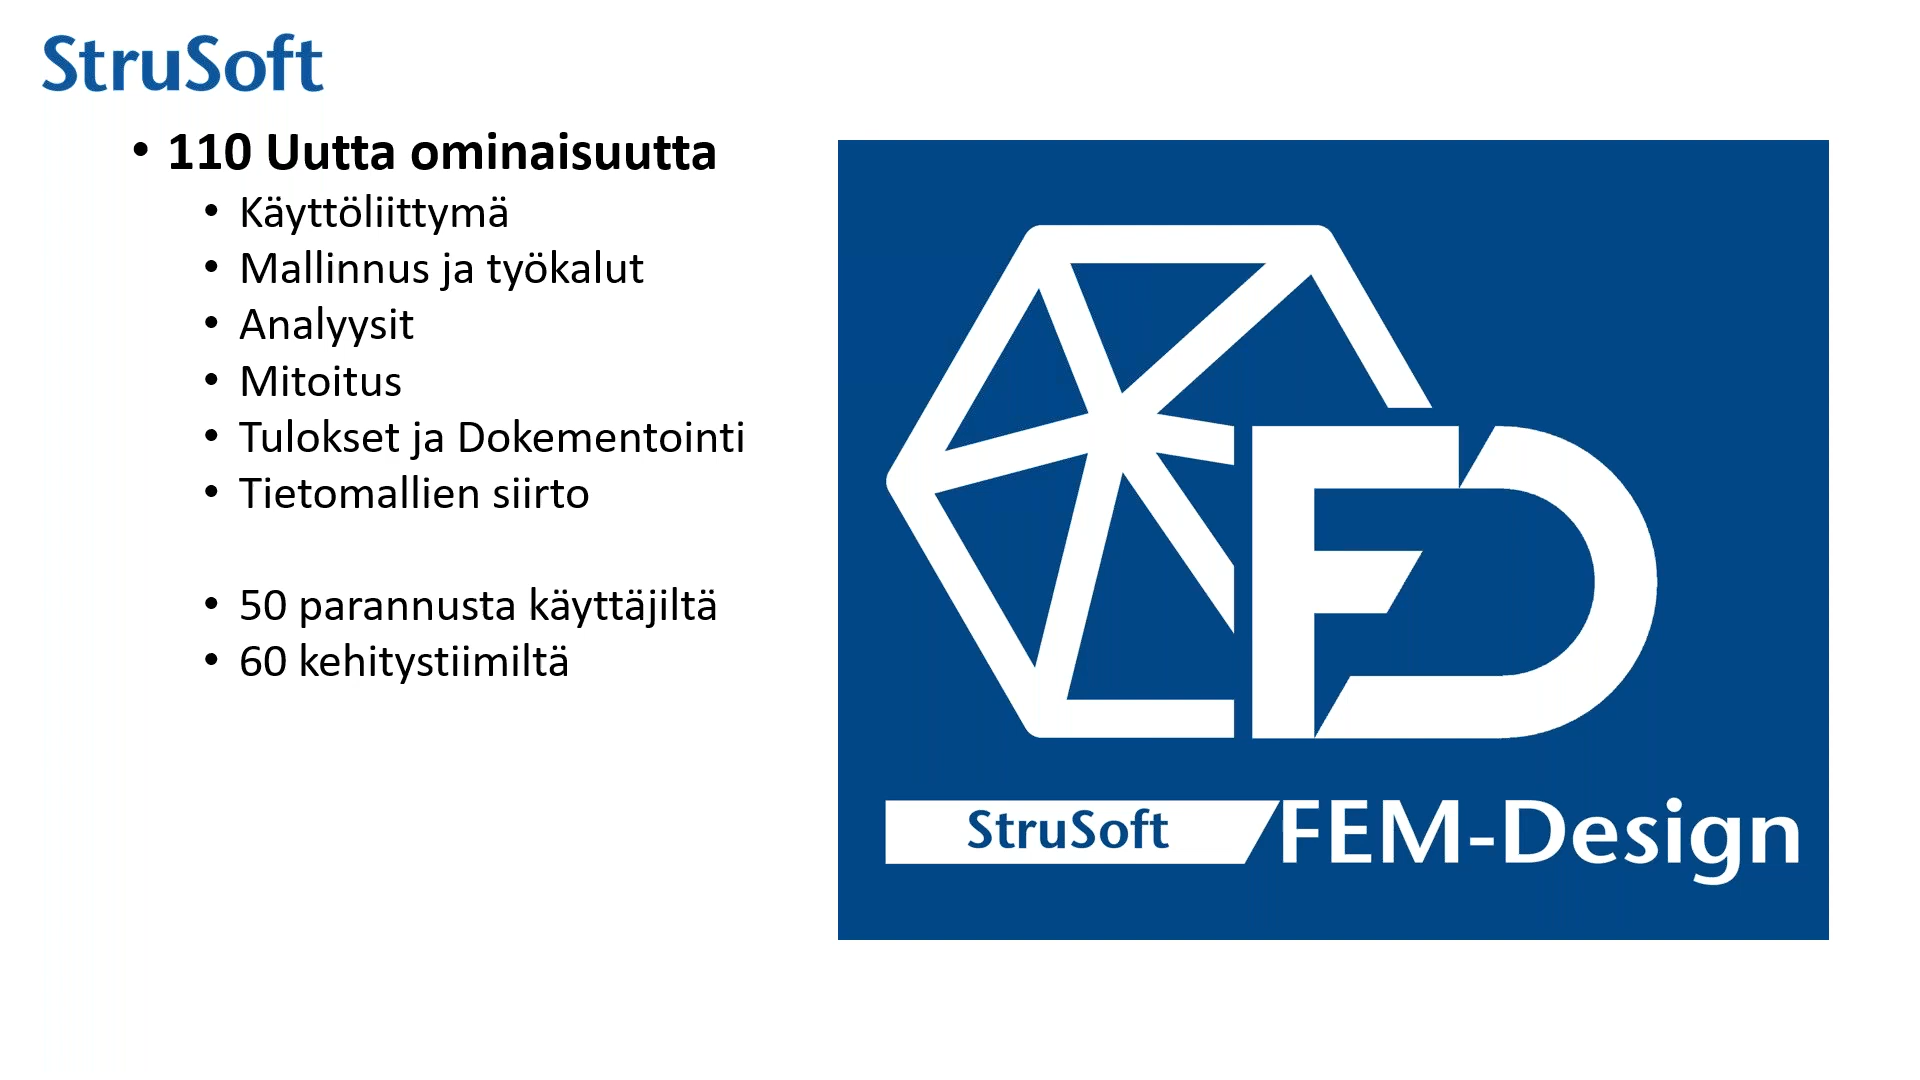 StruSoft
• 110 Uutta ominaisuutta
• Käyttöliittymä
• Mallinnus ja työkalut
• Analyysit
• Mitoitus
• Tulokset ja Dokementointi
• Tietomallien siirto
• 50 parannusta käyttäjiltä
• 60 kehitystiimiltä
FD
StruSoft FEM-Design